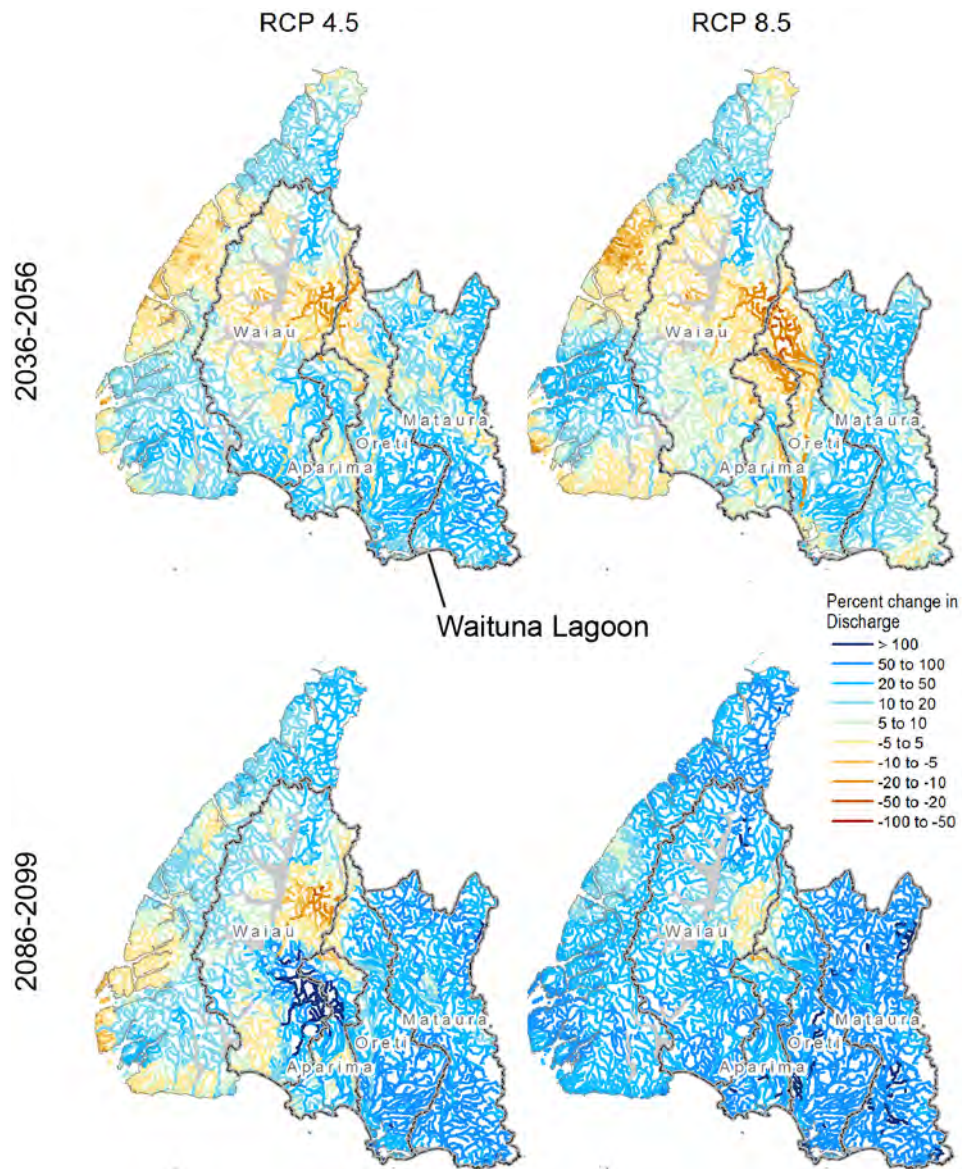 RCP 4.5
RCP 8.5
2036-2056
Waiau
Mataura
Oreti
Aparima
Waiau
Mataura
Oreti
Aparima
Waituna Lagoon
Percent change in
Discharge
> 100
50 to 100
20 to 50
10 to 20
5 to 10
-5 to 5
-10 to -5
-20 to -10
-50 to -20
-100 to -50
2086-2099
Waiau
Mataura
Oreti
Aparima
Waiau
Mataura
Oreti
Aparima